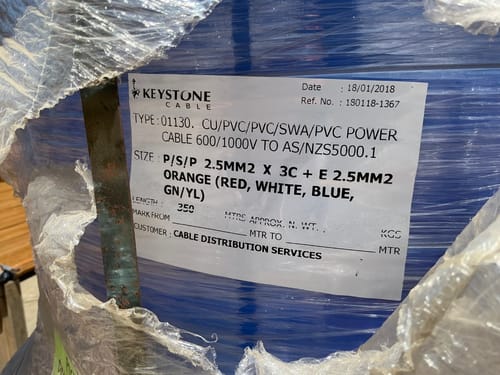 KEYSTONE
CABLE
Date : 18/01/2018
Ref. No. : 180118-1367
TYPE: 01130. CU/PVC/PVC/SWA/PVC POWER
CABLE 600/1000V TO AS/NZS5000.1
SIZE : P/S/P 2.5MM2 X 3C + E 2.5MM2
ORANGE (RED, WHITE, BLUE,
GN/YL)
LENGTH : 350 MTRS APPROX. N. WT. : KGS
MARK FROM MTR TO MTR
CUSTOMER : CABLE DISTRIBUTION SERVICES